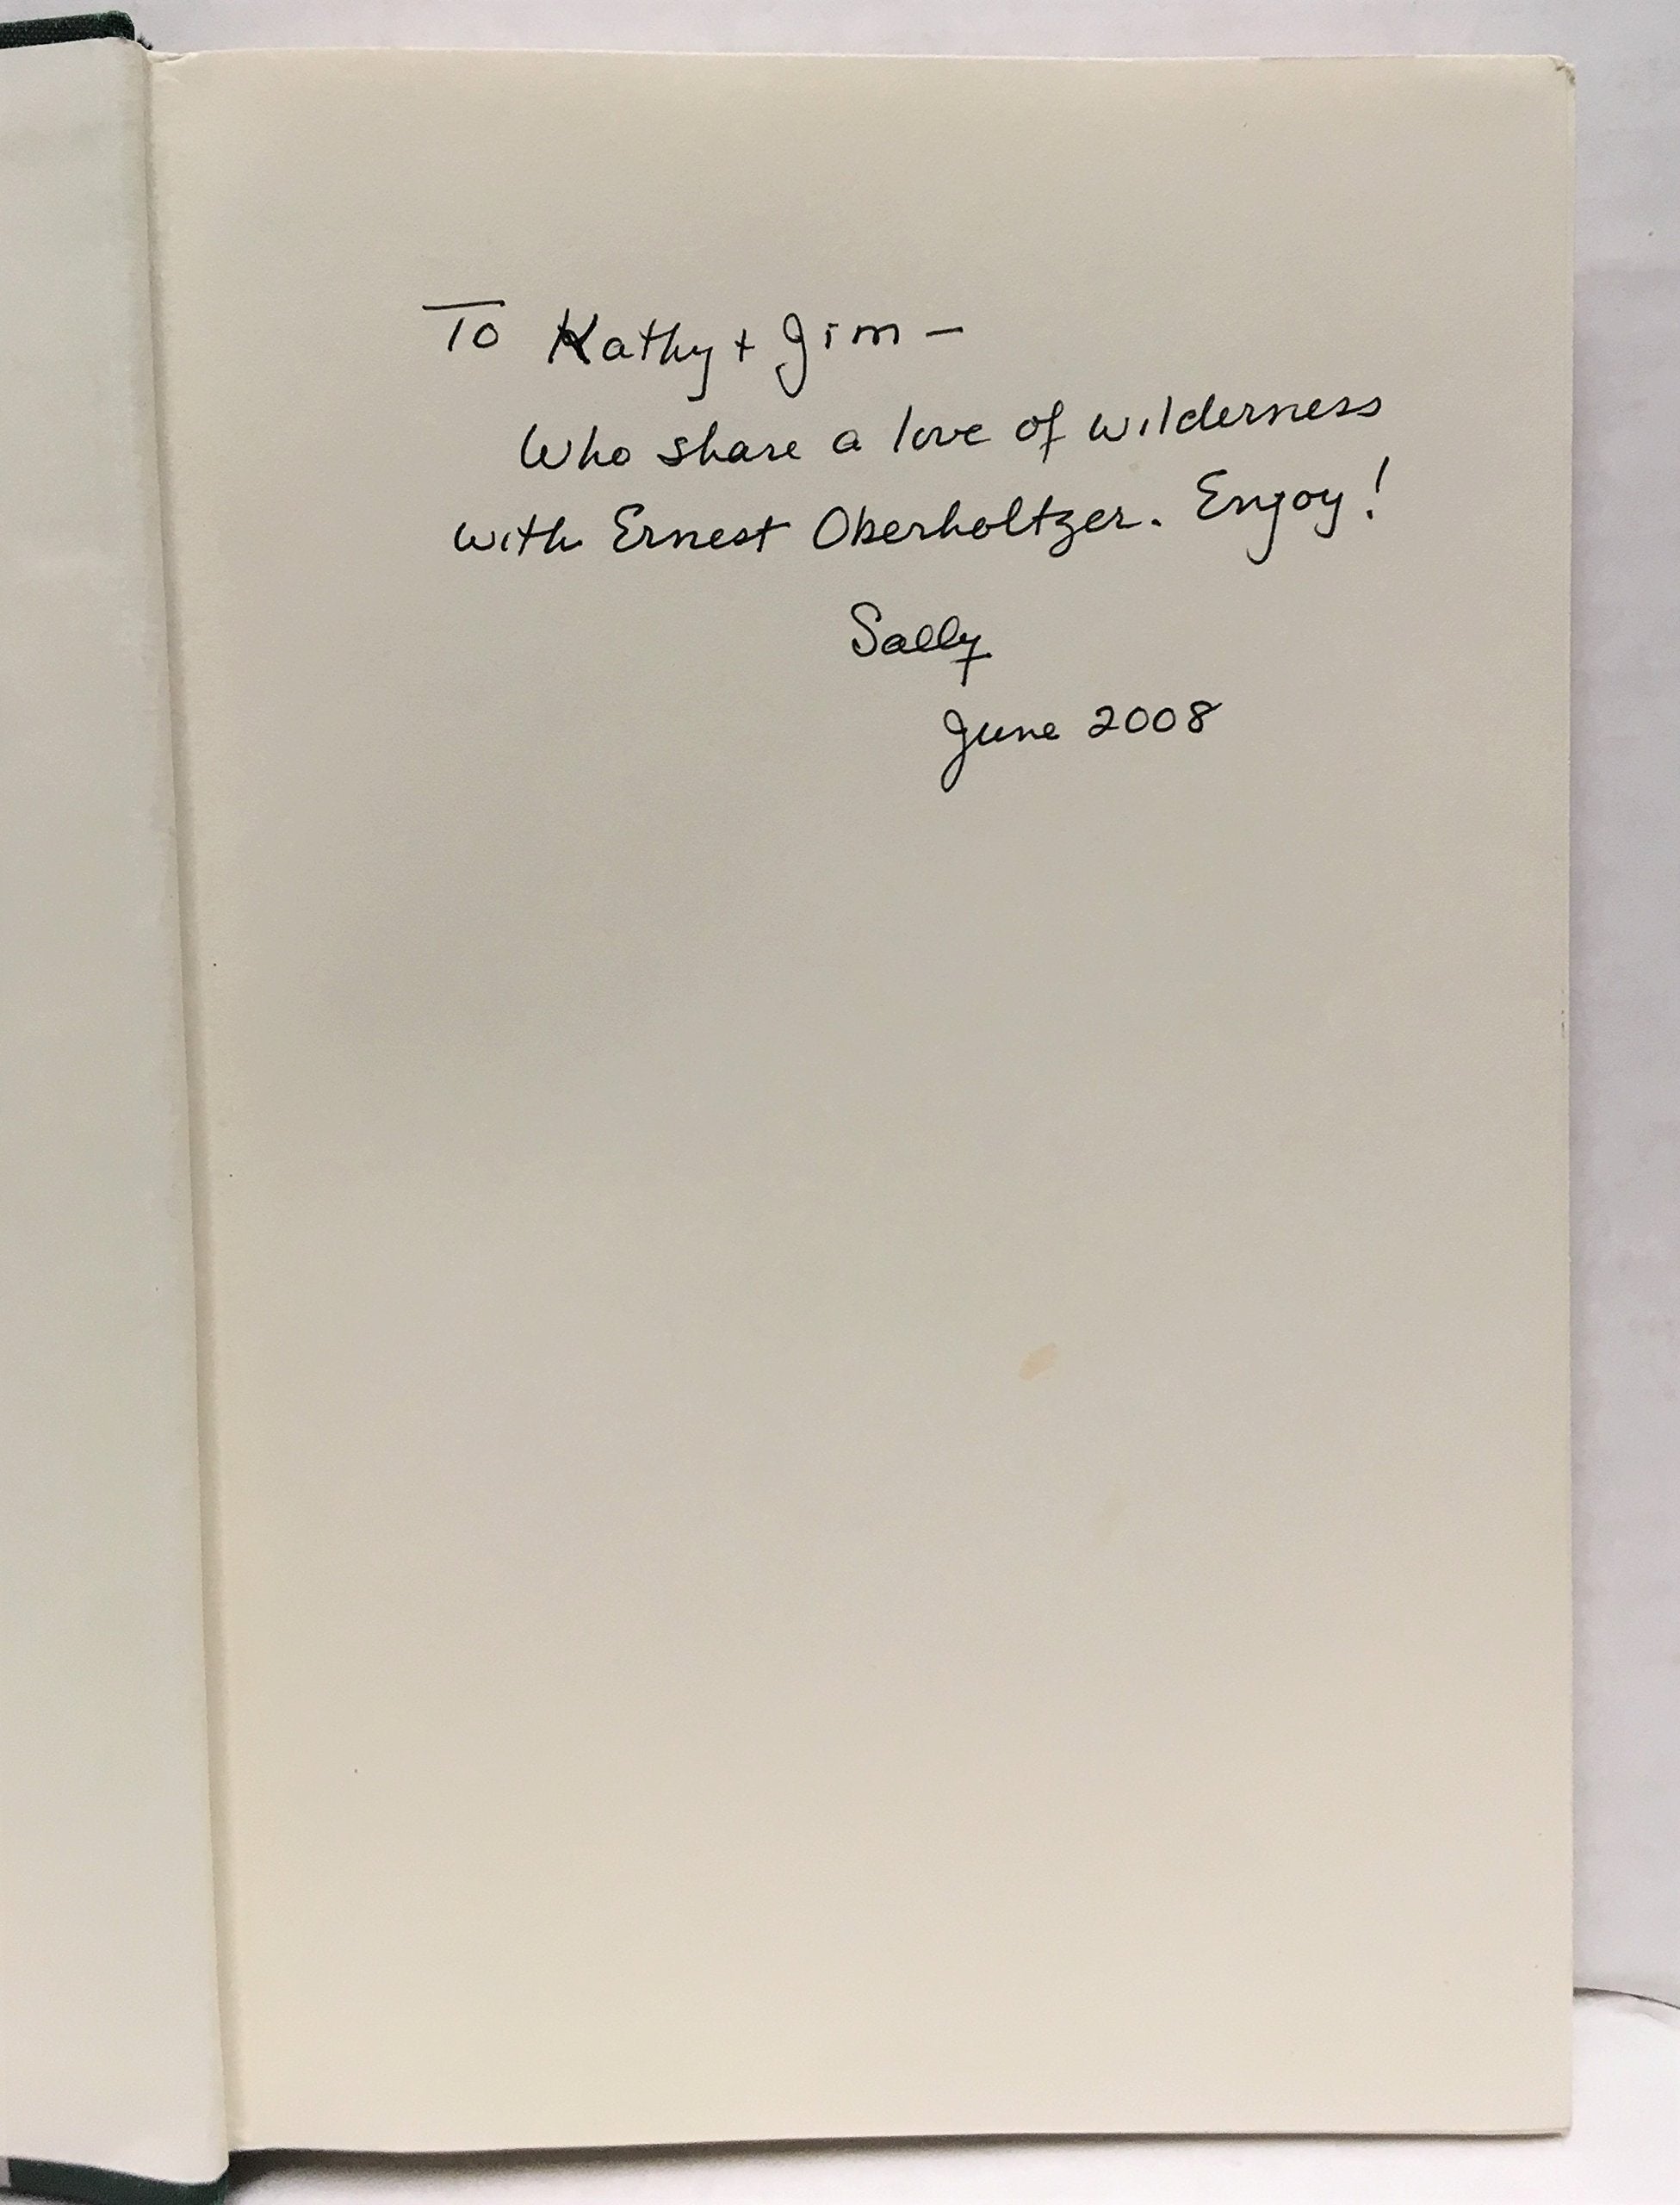 To Kathy + Jim –
Who share a love of wilderness
with Ernest Oberholtzer. Enjoy!
Sally
June 2008